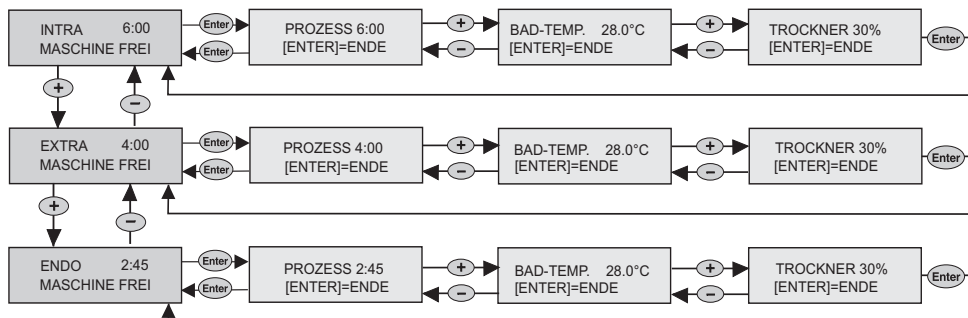 INTRA 6:00
MASCHINE FREI
Enter
Enter
PROZESS 6:00
[ENTER]=ENDE
+
−
BAD-TEMP. 28.0°C
[ENTER]=ENDE
+
−
TROCKNER 30%
[ENTER]=ENDE
Enter
+
−
EXTRA 4:00
MASCHINE FREI
Enter
Enter
PROZESS 4:00
[ENTER]=ENDE
+
−
BAD-TEMP. 28.0°C
[ENTER]=ENDE
+
−
TROCKNER 30%
[ENTER]=ENDE
Enter
+
−
ENDO 2:45
MASCHINE FREI
Enter
Enter
PROZESS 2:45
[ENTER]=ENDE
+
−
BAD-TEMP. 28.0°C
[ENTER]=ENDE
+
−
TROCKNER 30%
[ENTER]=ENDE
Enter